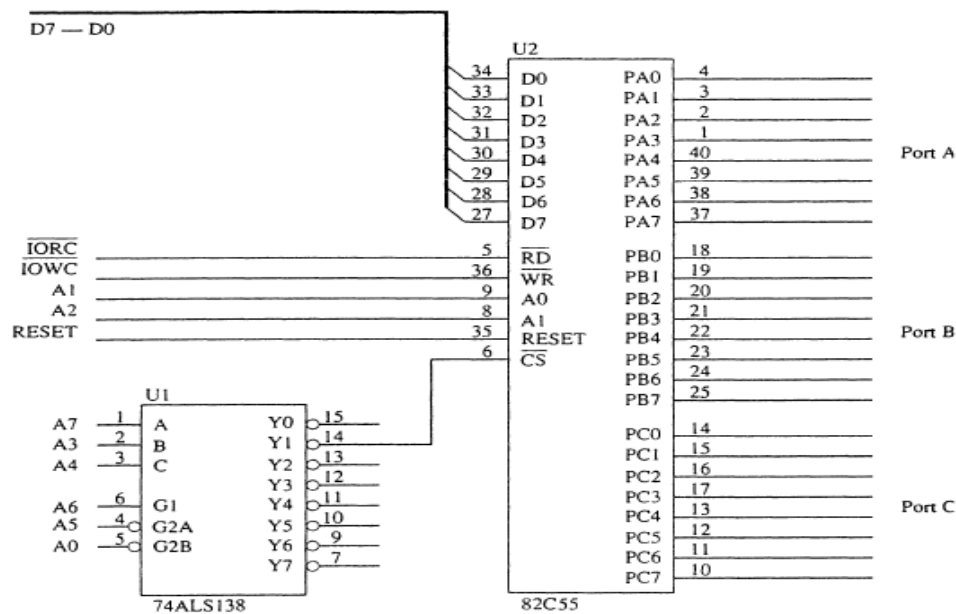 D7 — D0
U2
34 D0 PA0 4
33 D1 PA1 3
32 D2 PA2 2
31 D3 PA3 1
30 D4 PA4 40 Port A
29 D5 PA5 39
28 D6 PA6 38
27 D7 PA7 37
IORC 5 RD PB0 18
IOWC 36 WR PB1 19
A1 9 A0 PB2 20
A2 8 A1 PB3 21
RESET 35 RESET PB4 22 Port B
6 CS PB5 23
PB6 24
PB7 25
U1
A7 1 A Y0 15
A3 2 B Y1 14
A4 3 C Y2 13
Y3 12
A6 6 G1 Y4 11
A5 4 G2A Y5 10
A0 5 G2B Y6 9
Y7 7
74ALS138
PC0 14
PC1 15
PC2 16
PC3 17
PC4 13 Port C
PC5 12
PC6 11
PC7 10
82C55